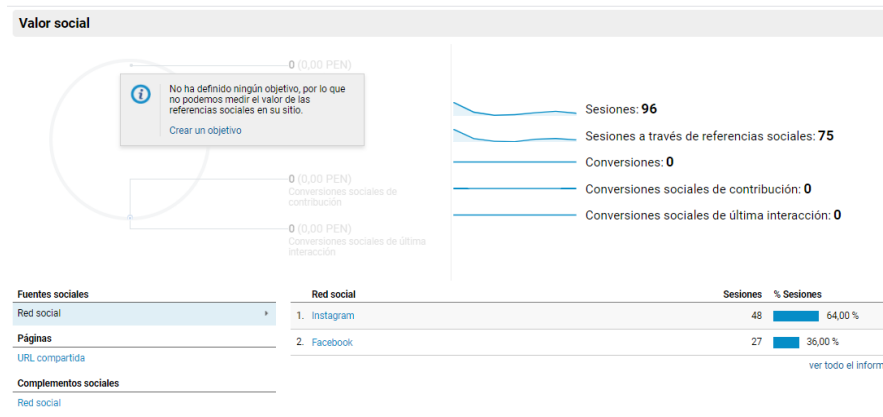 Valor social
0 (0,00 PEN)
No ha definido ningún objetivo, por lo que
no podemos medir el valor de las
referencias sociales en su sitio.
Crear un objetivo
0 (0,00 PEN)
Conversiones sociales de
contribución
0 (0,00 PEN)
Conversiones sociales de última
interacción
Sesiones: 96
Sesiones a través de referencias sociales: 75
Conversiones: 0
Conversiones sociales de contribución: 0
Conversiones sociales de última interacción: 0
Fuentes sociales
Red social
Páginas
URL compartida
Complementos sociales
Red social
Red social Sesiones % Sesiones
1. Instagram 48 64,00 %
2. Facebook 27 36,00 %
ver todo el inform